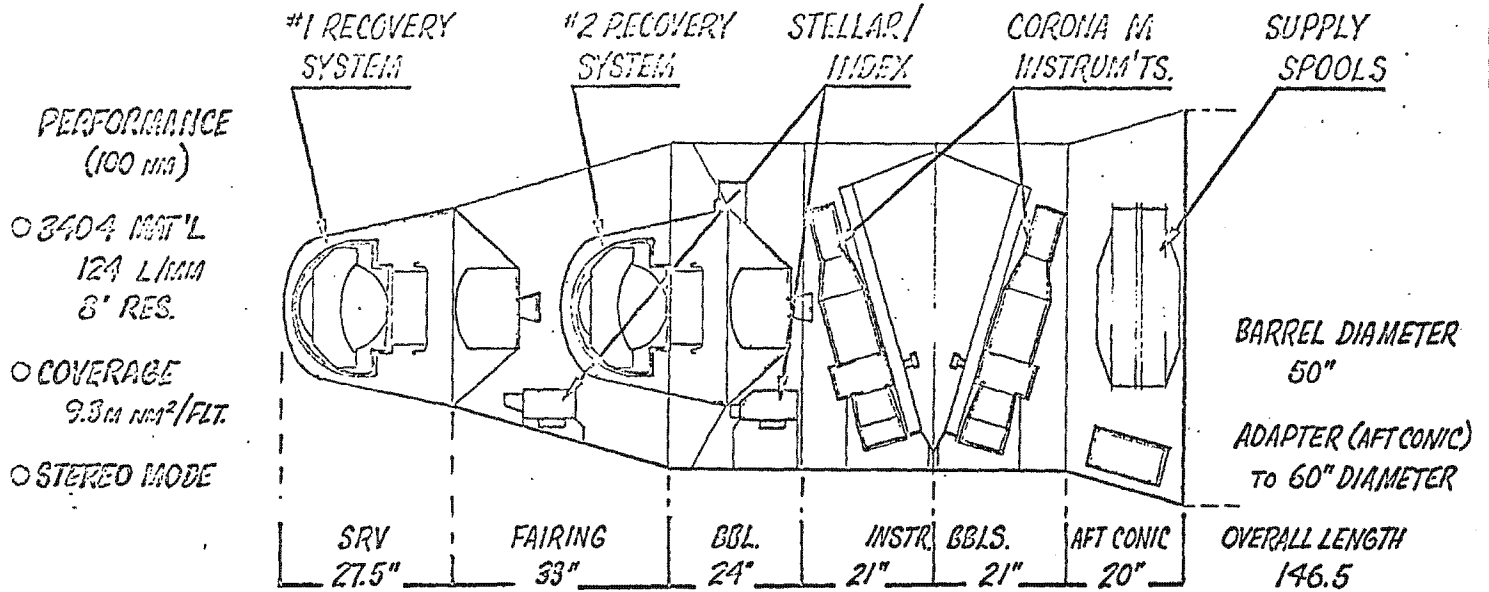 #1 RECOVERY
SYSTEM
#2 RECOVERY
SYSTEM
STELLAR/
INDEX
CORONA M
INSTRUM'TS.
SUPPLY
SPOOLS
PERFORMANCE
(100 NM)
3404 MAT'L
124 L/MM
8' RES.
COVERAGE
9.3M NM²/FLT.
STEREO MODE
BARREL DIAMETER
50"
ADAPTER (AFT CONIC)
TO 60" DIAMETER
SRV
27.5"
FAIRING
33"
BBL.
24"
INSTR. BBLS.
21" 21"
AFT CONIC
20"
OVERALL LENGTH
146.5